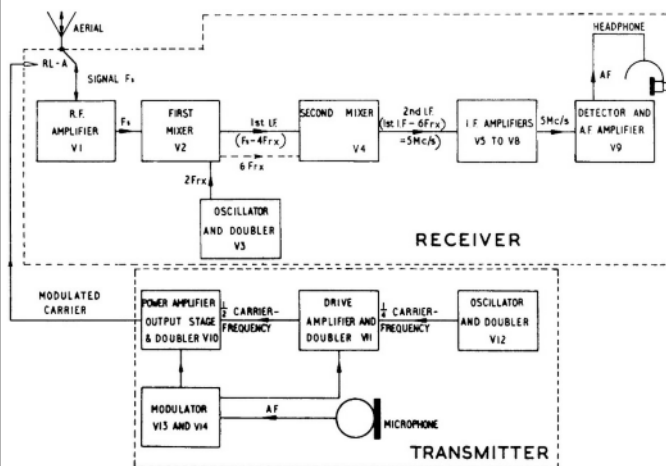 AERIAL
RL-A
SIGNAL Fs
HEADPHONE
AF
R.F.
AMPLIFIER
V1
Fs
FIRST
MIXER
V2
1st I.F.
(Fs-4Frx)
6Frx
SECOND MIXER
V4
2nd I.F.
(1st I.F-6Frx)
=5Mc/s)
I.F AMPLIFIERS
V5 TO V8
5Mc/s
DETECTOR AND
A.F AMPLIFIER
V9
2Frx
OSCILLATOR
AND DOUBLER
V3
RECEIVER
MODULATED
CARRIER
POWER AMPLIFIER
OUTPUT STAGE
& DOUBLER V10
1/2 CARRIER-
FREQUENCY
DRIVE
AMPLIFIER AND
DOUBLER V11
1/4 CARRIER-
FREQUENCY
OSCILLATOR
AND DOUBLER
V12
MODULATOR
V13 AND V14
AF
MICROPHONE
TRANSMITTER